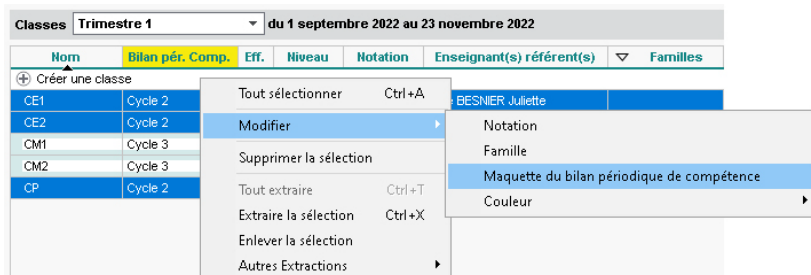 Classes Trimestre 1 du 1 septembre 2022 au 23 novembre 2022
Nom Bilan pér. Comp. Eff. Niveau Notation Enseignant(s) référent(s) Familles
Créer une classe
CE1 Cycle 2 BESNIER Juliette
CE2 Cycle 2
CM1 Cycle 3
CM2 Cycle 3
CP Cycle 2
Tout sélectionner Ctrl+A
Modifier
Supprimer la sélection
Tout extraire Ctrl+T
Extraire la sélection Ctrl+X
Enlever la sélection
Autres Extractions
Notation
Famille
Maquette du bilan périodique de compétence
Couleur